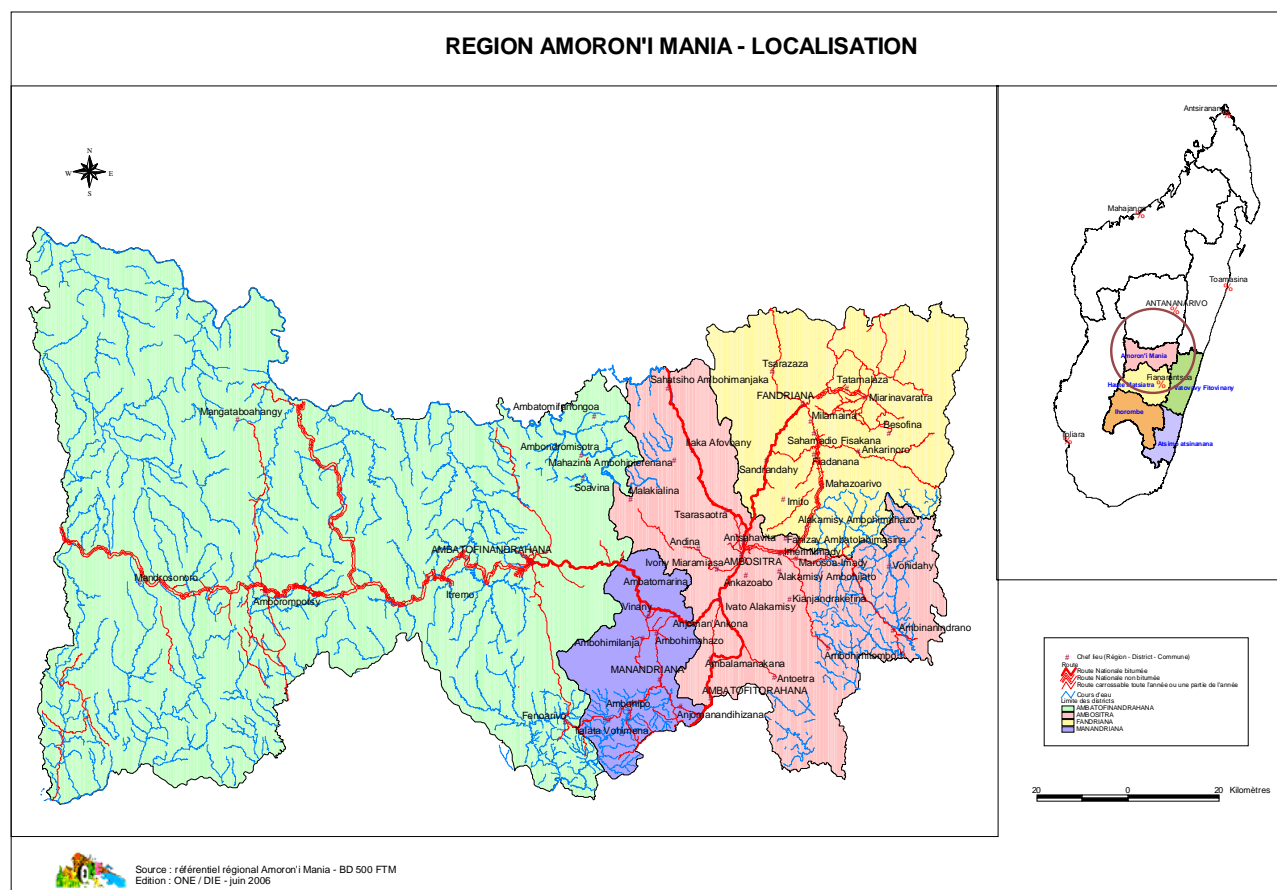 REGION AMORON'I MANIA - LOCALISATION
N
W
E
S
Antsiranana
Mahajanga
Toamasina
ANTANANARIVO
Amoron'i Mania
Fianarantsoa
Haute Matsiatra
Vatovavy Fitovinany
Ihorombe
Toliara
Atsimo atsinanana
Tsarazaza
Sahatsiho Ambohimanjaka
Tatamalaza
FANDRIANA
Miarinavaratra
Ambatomifanongoa
Mangataboahangy
Milamaina
Besofina
Ilaka Afovoany
Sahamadio Fisakana
Ambondromisotra
Ankarinoro
Mahazina Ambohipierenana
Fiadanana
Sandrandahy
Soavina
Malakialina
Mahazoarivo
Imito
Tsarasaotra
Alakamisy Ambohimahazo
Andina
Antsahavita
Fahizay Ambatolahimasina
AMBATOFINANDRAHANA
Imerina Imady
Ivony Miaramiasa
AMBOSITRA
Marosoa Imady
Vohidahy
Mandrosonoro
Ambatomarina
Ankazoabo
Alakamisy Ambohijato
Itremo
Amborompotsy
Vinany
Ivato Alakamisy
Kianjandrakefina
Anjoman'Ankona
Ambinanindrano
Ambohimilanja
Ambohimahazo
Ambohimitombo
MANANDRIANA
Ambalamanakana
Antoetra
AMBATOFITORAHANA
Ambohipo
Fenoarivo
Anjomanandihizana
Talata Vohimena
# Chef lieu (Région - District - Commune)
Route
Route Nationale bitumée
Route Nationale non bitumée
Route carrossable toute l'année ou une partie de l'année
Cours d'eau
Limite des districts
AMBATOFINANDRAHANA
AMBOSITRA
FANDRIANA
MANANDRIANA
20 0 20 Kilomètres
Source : référentiel régional Amoron'i Mania - BD 500 FTM
Edition : ONE / DIE - juin 2006